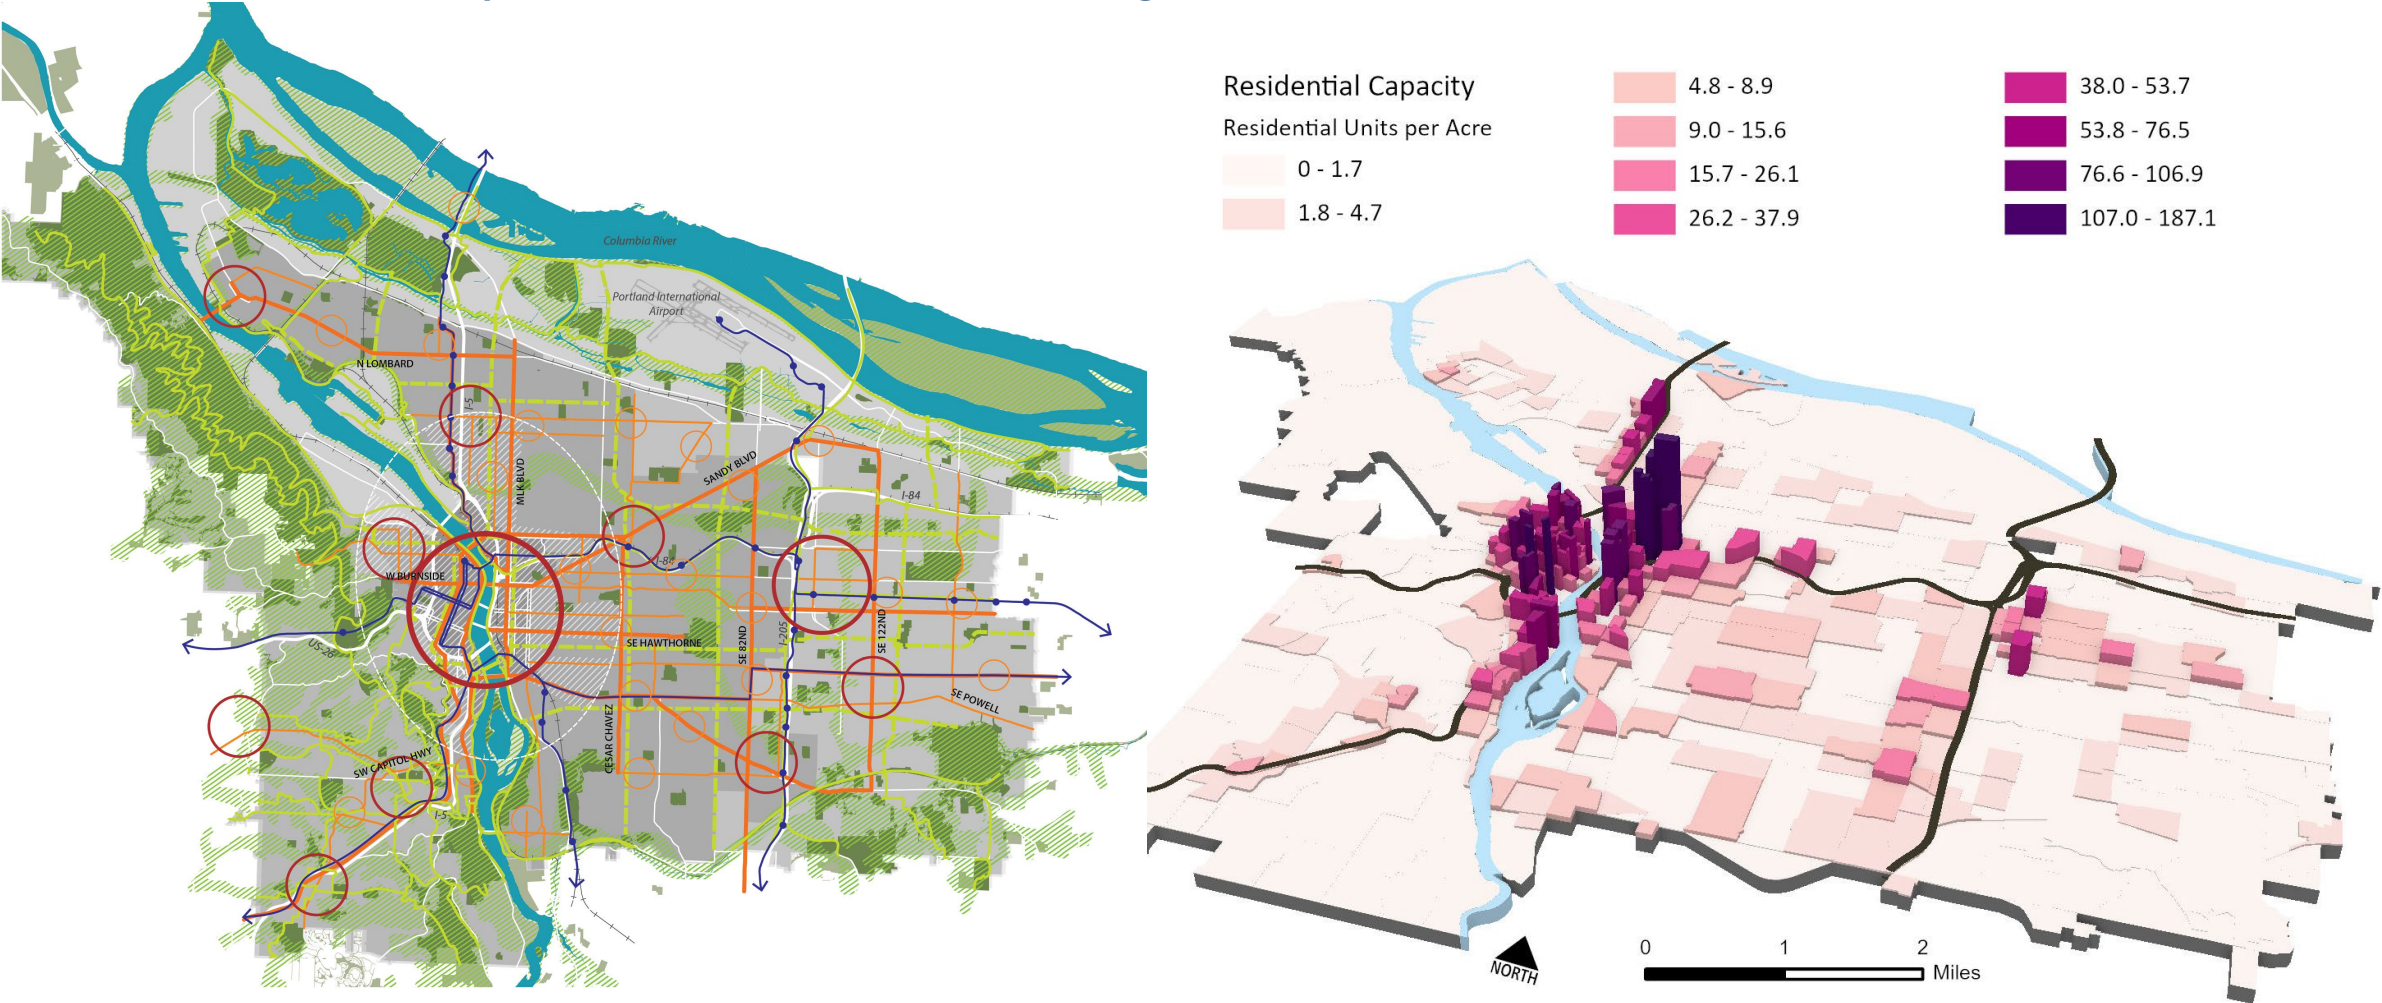 Columbia River
Portland International
Airport
N LOMBARD
I-5
MLK BLVD
SANDY BLVD
I-84
W BURNSIDE
I-84
US-26
SE HAWTHORNE
SE 82ND
I-205
SE 122ND
SE POWELL
CESAR CHAVEZ
SW CAPITOL HWY
I-5
Residential Capacity
Residential Units per Acre
0 - 1.7
1.8 - 4.7
4.8 - 8.9
9.0 - 15.6
15.7 - 26.1
26.2 - 37.9
38.0 - 53.7
53.8 - 76.5
76.6 - 106.9
107.0 - 187.1
NORTH
0 1 2
Miles